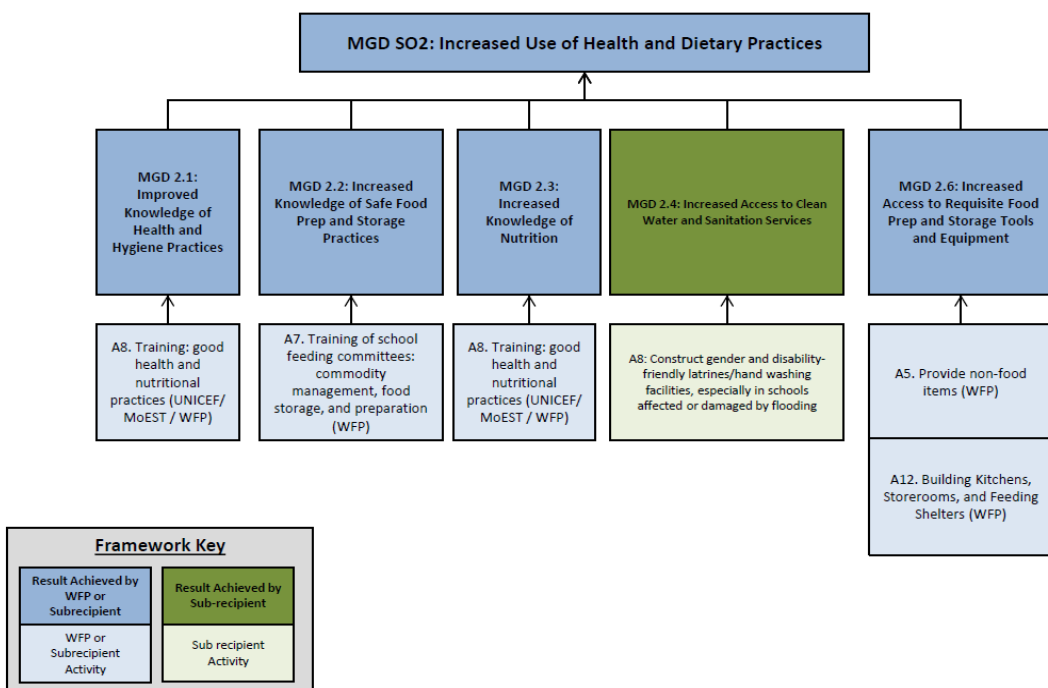 MGD SO2: Increased Use of Health and Dietary Practices
MGD 2.1:
Improved
Knowledge of
Health and
Hygiene Practices
MGD 2.2: Increased
Knowledge of Safe Food
Prep and Storage
Practices
MGD 2.3:
Increased
Knowledge of
Nutrition
MGD 2.4: Increased Access to Clean
Water and Sanitation Services
MGD 2.6: Increased
Access to Requisite Food
Prep and Storage Tools
and Equipment
A8. Training: good
health and
nutritional
practices (UNICEF/
MoEST / WFP)
A7. Training of school
feeding committees:
commodity
management, food
storage, and preparation
(WFP)
A8. Training: good
health and
nutritional
practices (UNICEF/
MoEST / WFP)
A8: Construct gender and disability-
friendly latrines/hand washing
facilities, especially in schools
affected or damaged by flooding
A5. Provide non-food
items (WFP)
A12. Building Kitchens,
Storerooms, and Feeding
Shelters (WFP)
Framework Key
Result Achieved by
WFP or
Subrecipient
Result Achieved by
Sub-recipient
WFP or
Subrecipient
Activity
Sub recipient
Activity